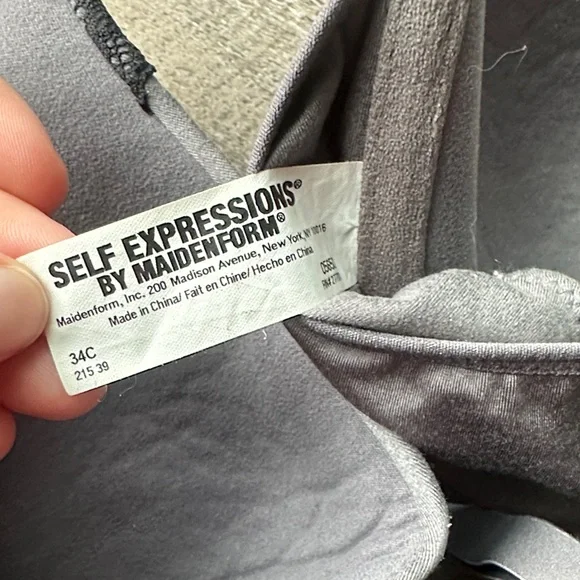 SELF EXPRESSIONS®
BY MAIDENFORM®
Maidenform, Inc. 200 Madison Avenue, New York, NY 10016
Made in China/ Fait en Chine/ Hecho en China
34C
215 39